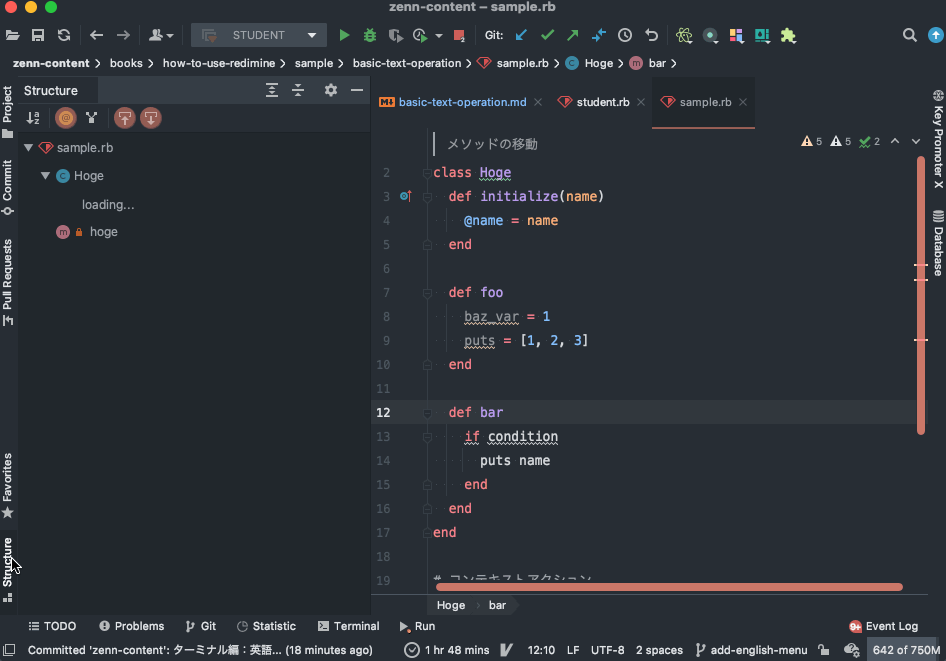 zenn-content – sample.rb
STUDENT
Git:
zenn-content books how-to-use-redimine sample basic-text-operation sample.rb Hoge bar
Structure
basic-text-operation.md student.rb sample.rb
sample.rb
Hoge
loading...
hoge
メソッドの移動
5 5 2
2 class Hoge
3 def initialize(name)
4 @name = name
5 end
6
7 def foo
8 baz_var = 1
9 puts = [1, 2, 3]
10 end
11
12 def bar
13 if condition
14 puts name
15 end
16 end
17 end
18
19 # コンテキストアクション
Hoge bar
Project
Commit
Pull Requests
Favorites
Structure
Key Promoter X
Database
TODO Problems Git Statistic Terminal Run 9+ Event Log
Committed 'zenn-content': ターミナル編：英語... (18 minutes ago) 1 hr 48 mins 12:10 LF UTF-8 2 spaces add-english-menu 642 of 750M